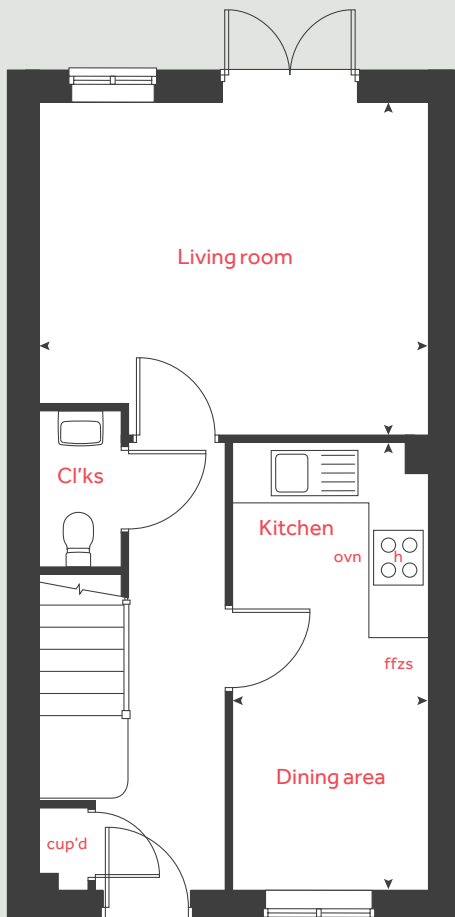 Living room
Cl'ks
Kitchen
ovn
h
ffzs
Dining area
cup'd